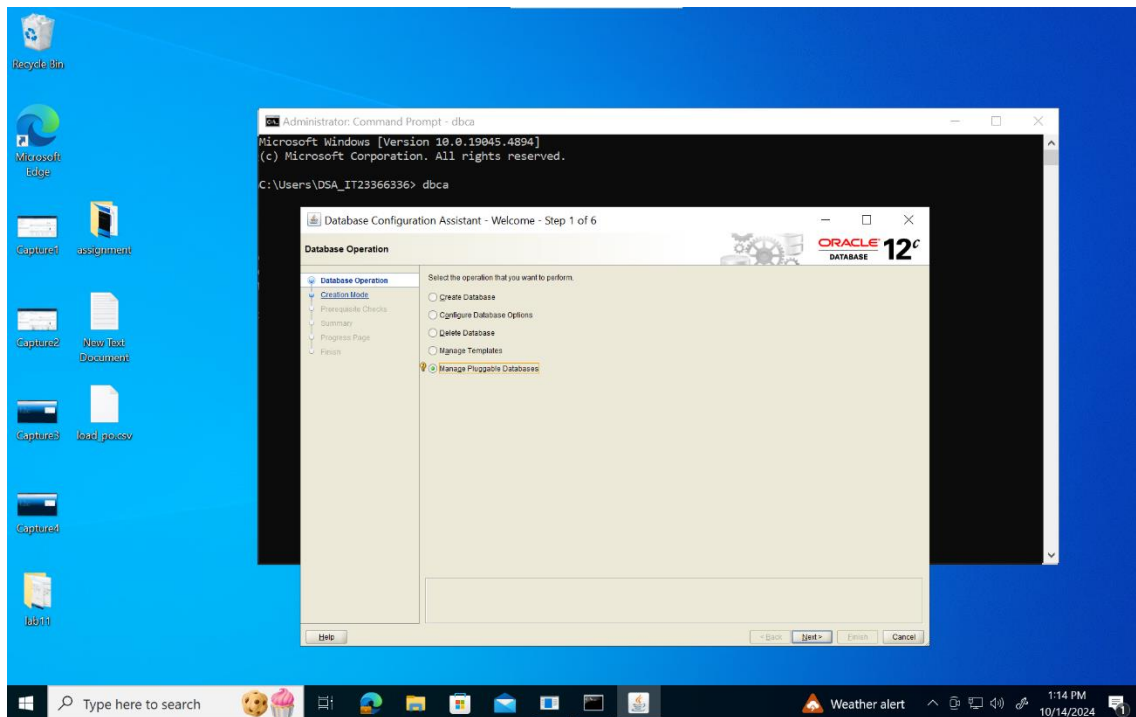 Recycle Bin
Microsoft
Edge
Capture1
assignment
Capture2
New Text
Document
Capture3
load_po.csv
Capture4
lab11
Administrator: Command Prompt - dbca
Microsoft Windows [Version 10.0.19045.4894]
(c) Microsoft Corporation. All rights reserved.
C:\Users\DSA_IT23366336> dbca
Database Configuration Assistant - Welcome - Step 1 of 6
Database Operation
ORACLE
DATABASE
12c
Database Operation
Creation Mode
Prerequisite Checks
Summary
Progress Page
Finish
Select the operation that you want to perform.
Create Database
Configure Database Options
Delete Database
Manage Templates
Manage Pluggable Databases
Help
<Back
Next>
Finish
Cancel
Type here to search
Weather alert
1:14 PM
10/14/2024
1